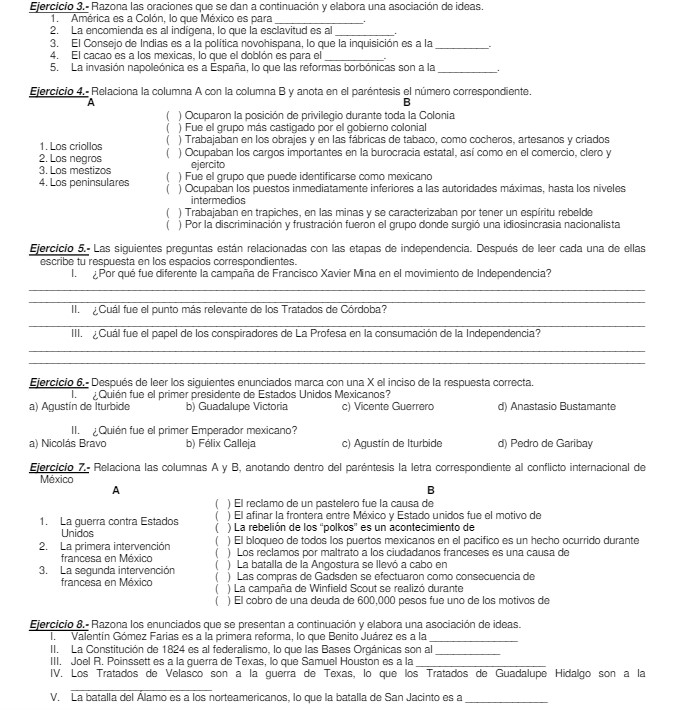 Ejercicio 3.- Razona las oraciones que se dan a continuación y elabora una asociación de ideas.
1. América es a Colón, lo que México es para ______________.
2. La encomienda es al indígena, lo que la esclavitud es al __________.
3. El Consejo de Indias es a la política novohispana, lo que la inquisición es a la _________.
4. El cacao es a los mexicas, lo que el doblón es para el __________.
5. La invasión napoleónica es a España, lo que las reformas borbónicas son a la __________.
Ejercicio 4.- Relaciona la columna A con la columna B y anota en el paréntesis el número correspondiente.
A B
( ) Ocuparon la posición de privilegio durante toda la Colonia
( ) Fue el grupo más castigado por el gobierno colonial
( ) Trabajaban en los obrajes y en las fábricas de tabaco, como cocheros, artesanos y criados
1. Los criollos
( ) Ocupaban los cargos importantes en la burocracia estatal, así como en el comercio, clero y
2. Los negros
ejercito
3. Los mestizos
( ) Fue el grupo que puede identificarse como mexicano
4. Los peninsulares
( ) Ocupaban los puestos inmediatamente inferiores a las autoridades máximas, hasta los niveles
intermedios
( ) Trabajaban en trapiches, en las minas y se caracterizaban por tener un espíritu rebelde
( ) Por la discriminación y frustración fueron el grupo donde surgió una idiosincrasia nacionalista
Ejercicio 5.- Las siguientes preguntas están relacionadas con las etapas de independencia. Después de leer cada una de ellas
escribe tu respuesta en los espacios correspondientes.
I. ¿Por qué fue diferente la campaña de Francisco Xavier Mina en el movimiento de Independencia?
II. ¿Cuál fue el punto más relevante de los Tratados de Córdoba?
III. ¿Cuál fue el papel de los conspiradores de La Profesa en la consumación de la Independencia?
Ejercicio 6.- Después de leer los siguientes enunciados marca con una X el inciso de la respuesta correcta.
I. ¿Quién fue el primer presidente de Estados Unidos Mexicanos?
a) Agustín de Iturbide b) Guadalupe Victoria c) Vicente Guerrero d) Anastasio Bustamante
II. ¿Quién fue el primer Emperador mexicano?
a) Nicolás Bravo b) Félix Calleja c) Agustín de Iturbide d) Pedro de Garibay
Ejercicio 7.- Relaciona las columnas A y B, anotando dentro del paréntesis la letra correspondiente al conflicto internacional de
México
A B
( ) El reclamo de un pastelero fue la causa de
( ) El afinar la frontera entre México y Estado unidos fue el motivo de
1. La guerra contra Estados
( ) La rebelión de los "polkos" es un acontecimiento de
Unidos
( ) El bloqueo de todos los puertos mexicanos en el pacifico es un hecho ocurrido durante
2. La primera intervención
francesa en México
( ) Los reclamos por maltrato a los ciudadanos franceses es una causa de
( ) La batalla de la Angostura se llevó a cabo en
3. La segunda intervención
francesa en México
( ) Las compras de Gadsden se efectuaron como consecuencia de
( ) La campaña de Winfield Scout se realizó durante
( ) El cobro de una deuda de 600,000 pesos fue uno de los motivos de
Ejercicio 8.- Razona los enunciados que se presentan a continuación y elabora una asociación de ideas.
I. Valentín Gómez Farias es a la primera reforma, lo que Benito Juárez es a la ______________
II. La Constitución de 1824 es al federalismo, lo que las Bases Orgánicas son al __________
III. Joel R. Poinssett es a la guerra de Texas, lo que Samuel Houston es a la ____________________
IV. Los Tratados de Velasco son a la guerra de Texas, lo que los Tratados de Guadalupe Hidalgo son a la
______________________
V. La batalla del Álamo es a los norteamericanos, lo que la batalla de San Jacinto es a _____________